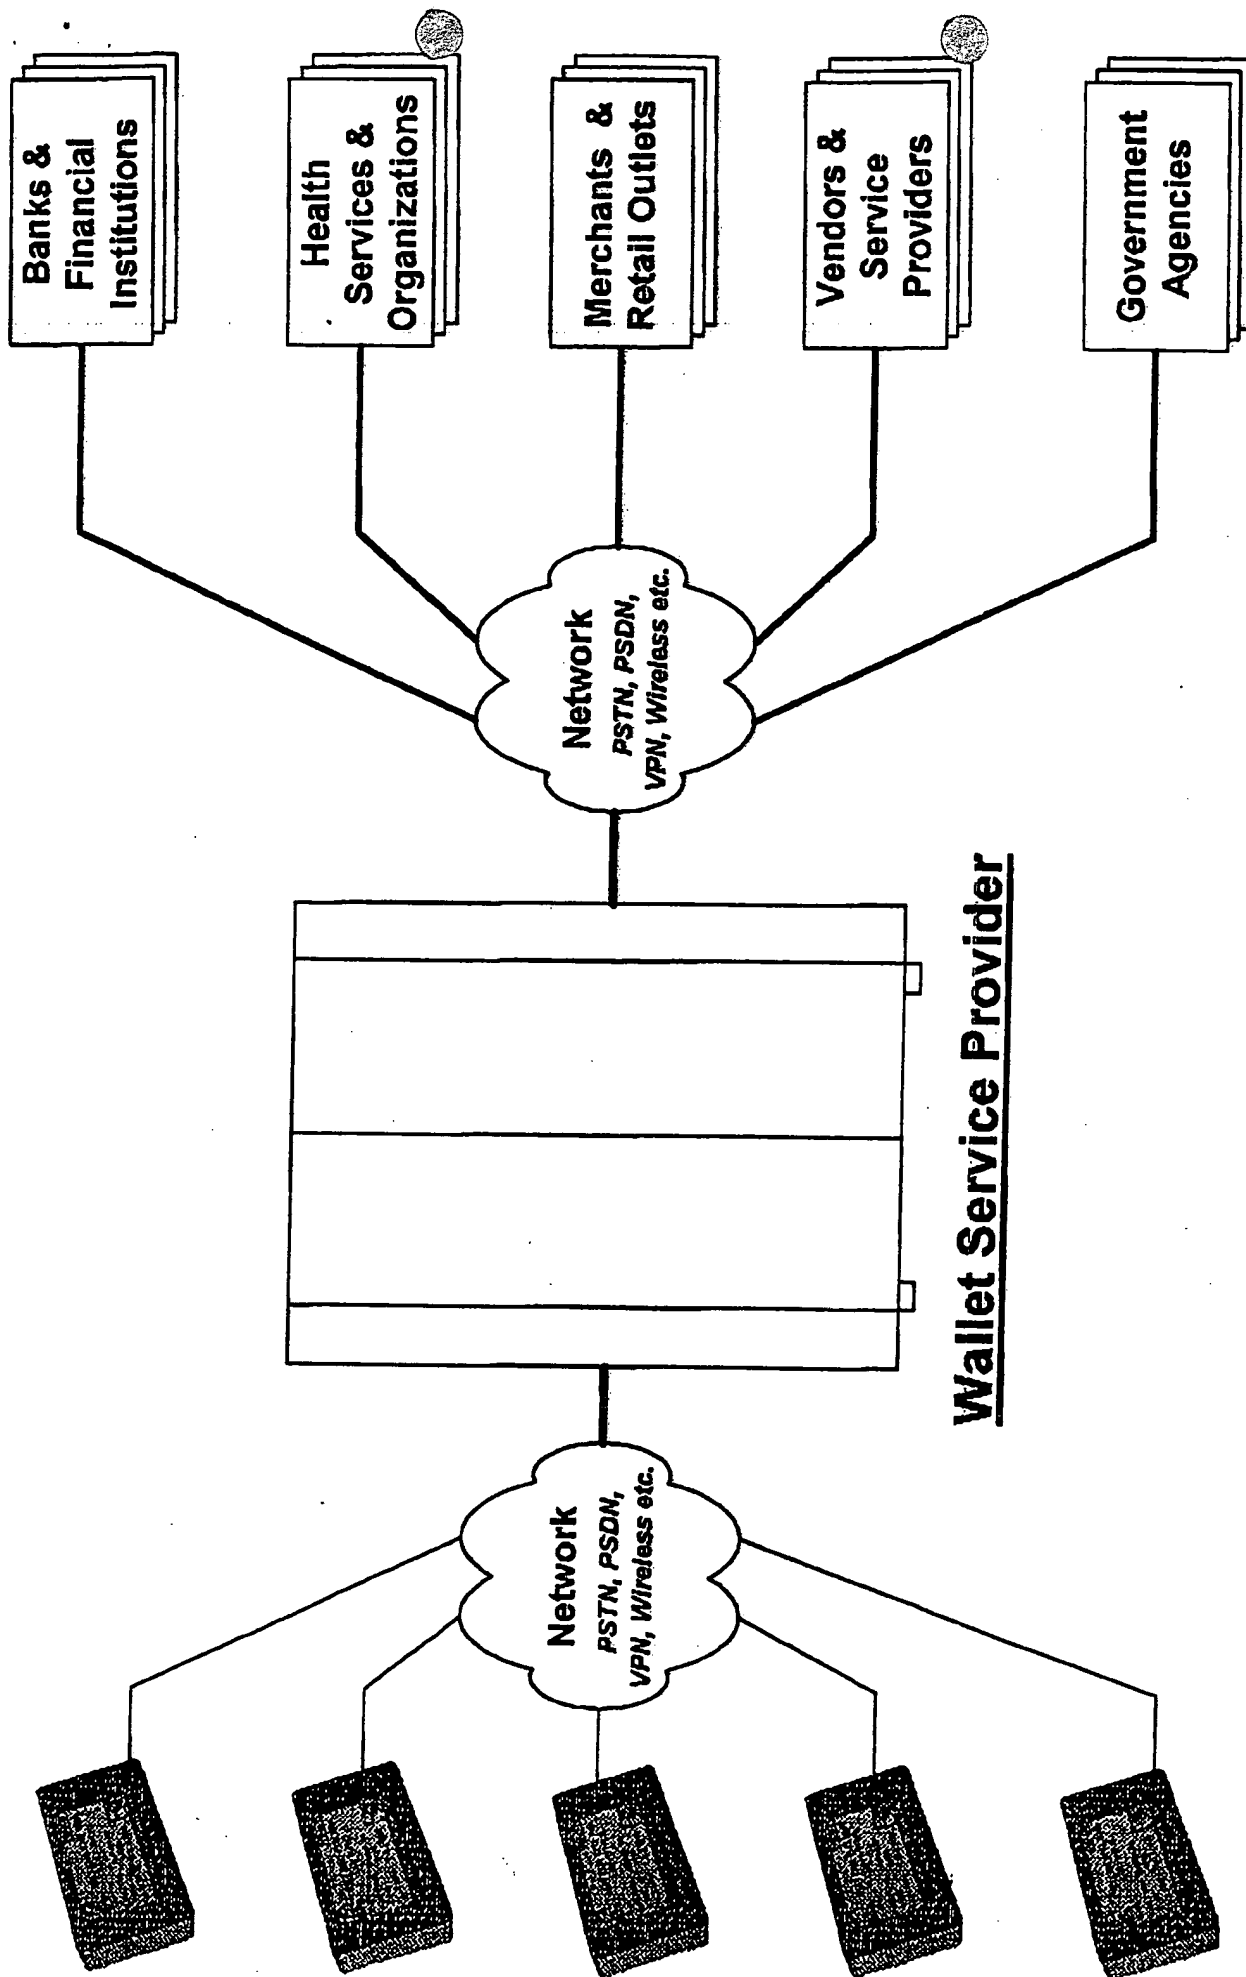 Banks &
Financial
Institutions
Health
Services &
Organizations
Merchants &
Retail Outlets
Vendors &
Service
Providers
Government
Agencies
Network
PSTN, PSDN,
VPN, Wireless etc.
Wallet Service Provider
Network
PSTN, PSDN,
VPN, Wireless etc.